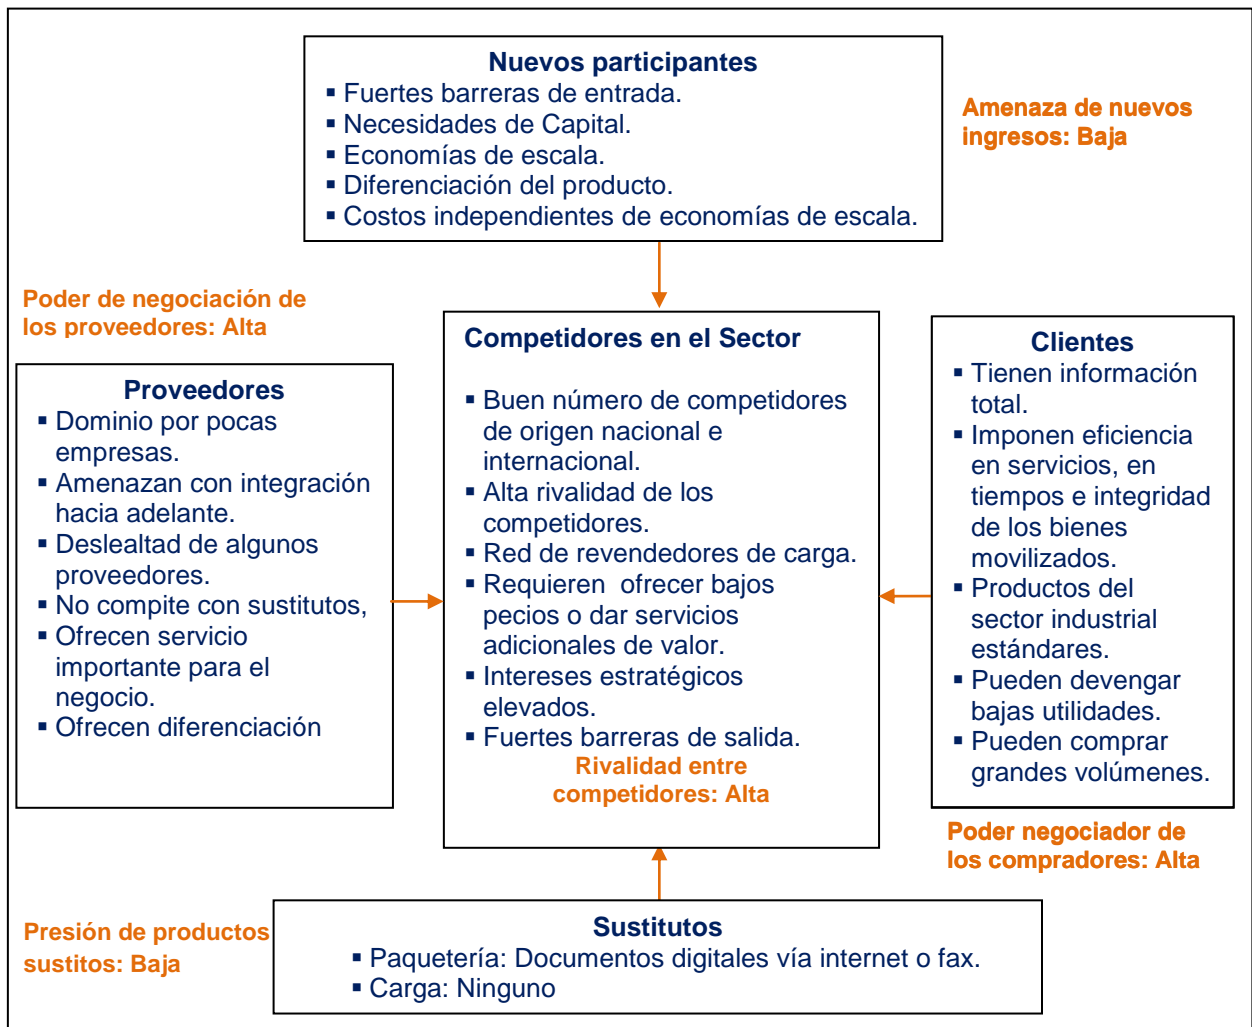 Nuevos participantes
▪ Fuertes barreras de entrada.
▪ Necesidades de Capital.
▪ Economías de escala.
▪ Diferenciación del producto.
▪ Costos independientes de economías de escala.
Amenaza de nuevos
ingresos: Baja
Poder de negociación de
los proveedores: Alta
Proveedores
▪ Dominio por pocas
empresas.
▪ Amenazan con integración
hacia adelante.
▪ Deslealtad de algunos
proveedores.
▪ No compite con sustitutos,
▪ Ofrecen servicio
importante para el
negocio.
▪ Ofrecen diferenciación
Competidores en el Sector
▪ Buen número de competidores
de origen nacional e
internacional.
▪ Alta rivalidad de los
competidores.
▪ Red de revendedores de carga.
▪ Requieren ofrecer bajos
pecios o dar servicios
adicionales de valor.
▪ Intereses estratégicos
elevados.
▪ Fuertes barreras de salida.
Rivalidad entre
competidores: Alta
Clientes
▪ Tienen información
total.
▪ Imponen eficiencia
en servicios, en
tiempos e integridad
de los bienes
movilizados.
▪ Productos del
sector industrial
estándares.
▪ Pueden devengar
bajas utilidades.
▪ Pueden comprar
grandes volúmenes.
Poder negociador de
los compradores: Alta
Presión de productos
sustitos: Baja
Sustitutos
▪ Paquetería: Documentos digitales vía internet o fax.
▪ Carga: Ninguno